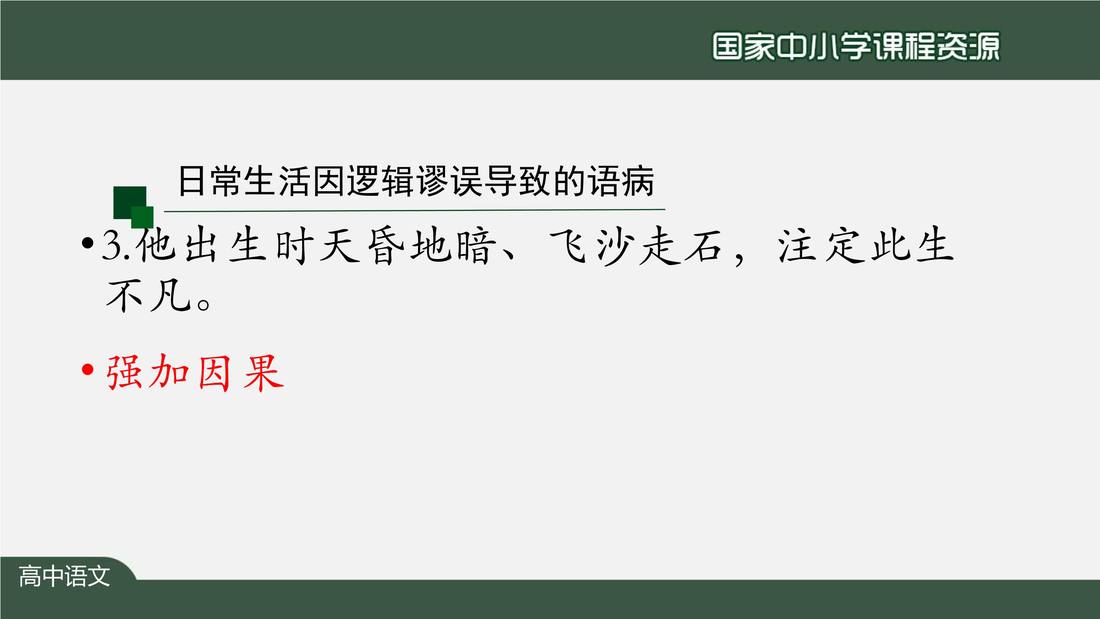 国家中小学课程资源
日常生活因逻辑谬误导致的语病
•3.他出生时天昏地暗、飞沙走石，注定此生
不凡。
•强加因果
高中语文